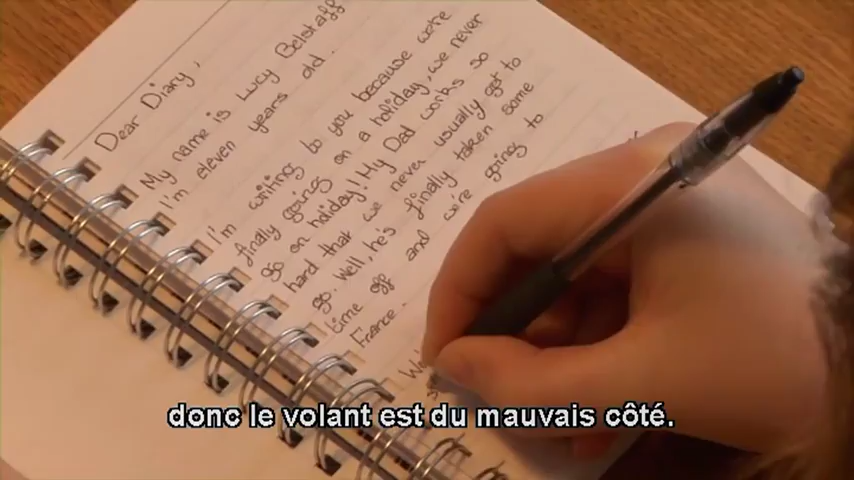 Dear Diary,
My name is Lucy Belstaff
I'm eleven years old.
I'm writing to you because we're
finally going on a holiday, we never
go on holiday! My Dad works so
hard that we never usually get to
go. Well, he's finally taken some
time off and we're going to
France.
donc le volant est du mauvais côté.